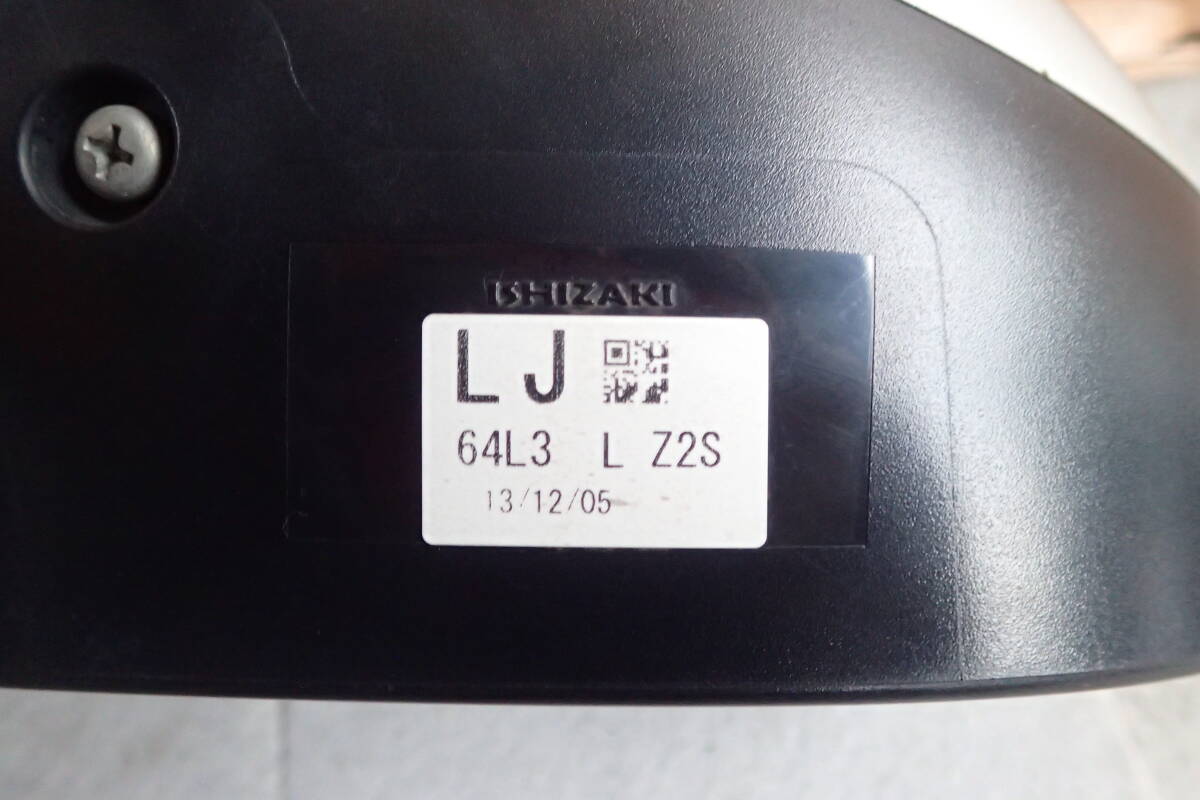 ISHIZAKI
LJ
64L3 L Z2S
13/12/05